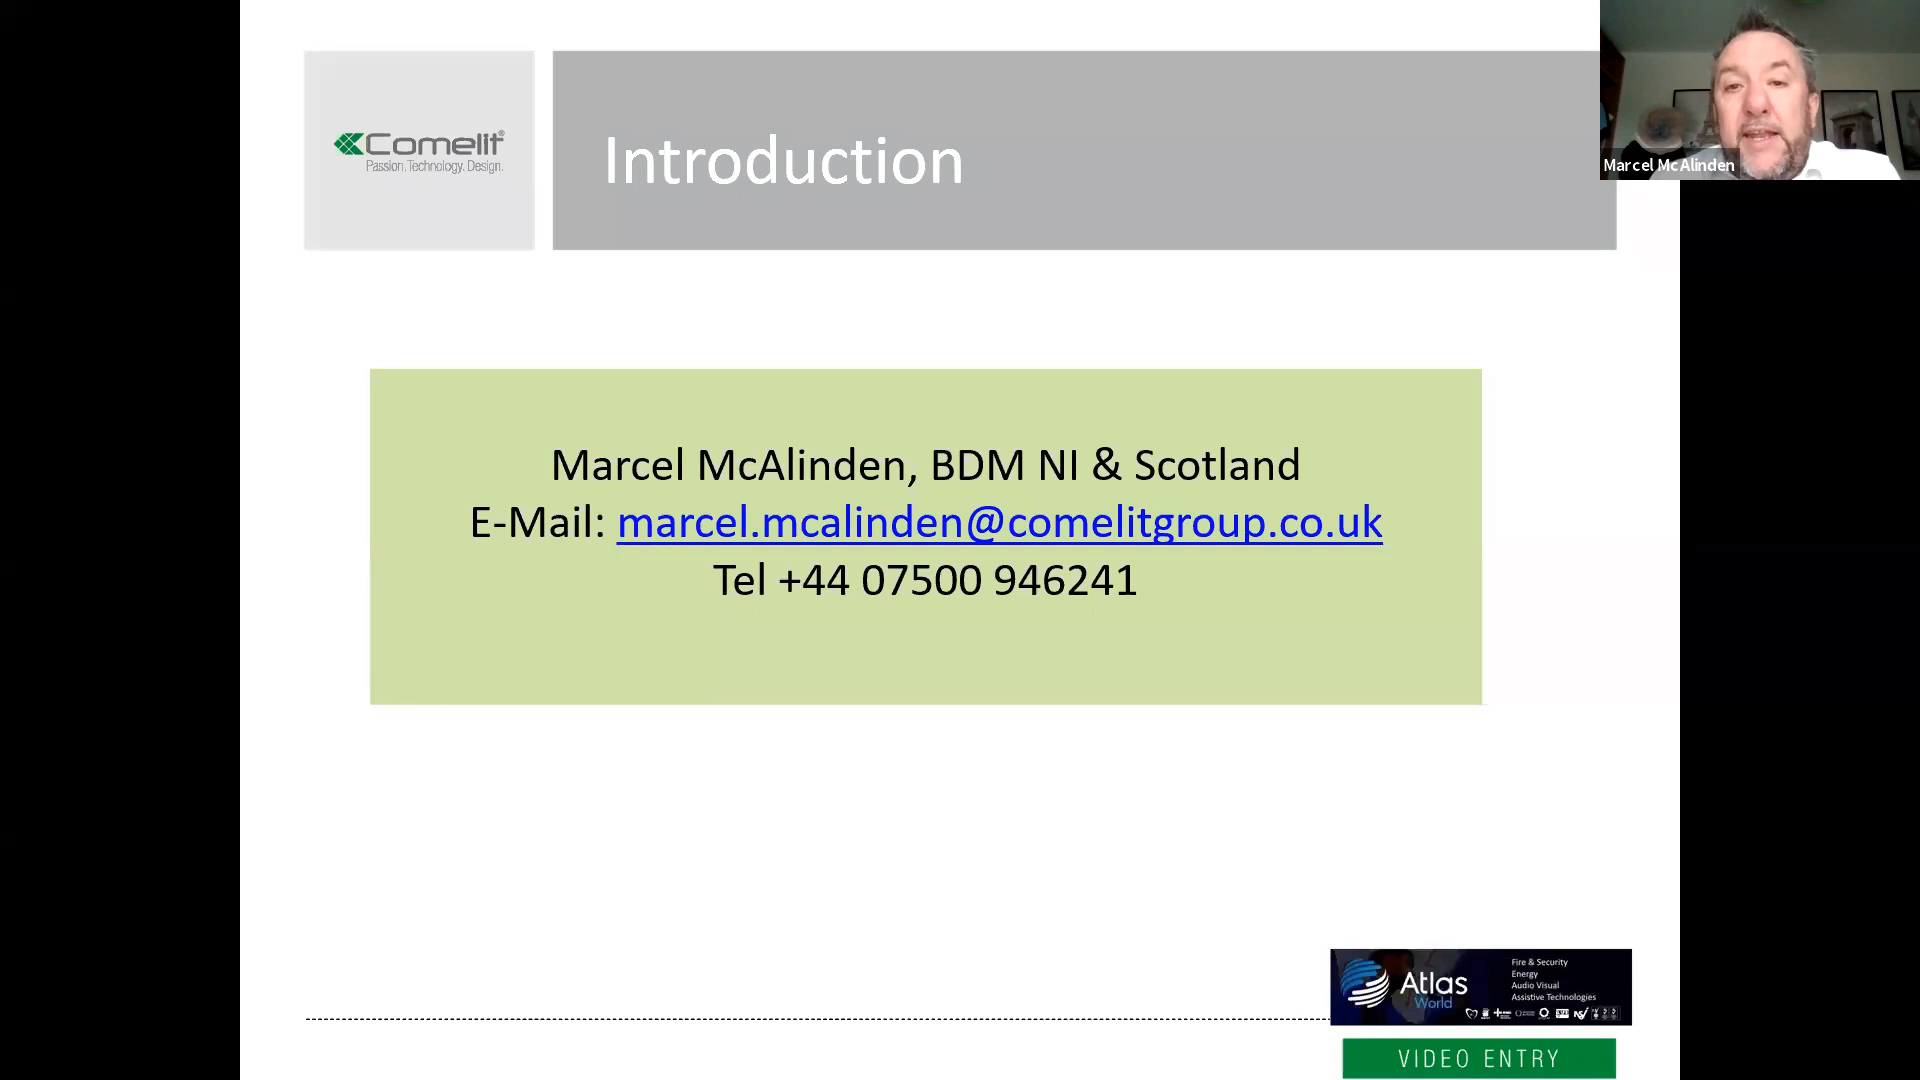 Comelit®
Passion. Technology. Design.
Introduction
Marcel McAlinden
Marcel McAlinden, BDM NI & Scotland
E-Mail: marcel.mcalinden@comelitgroup.co.uk
Tel +44 07500 946241
Atlas
World
Fire & Security
Energy
Audio Visual
Assistive Technologies
VIDEO ENTRY